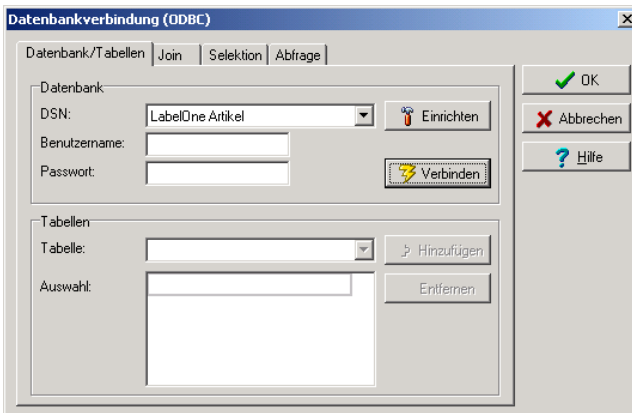 Datenbankverbindung (ODBC)
Datenbank/Tabellen Join Selektion Abfrage
Datenbank
DSN: LabelOne Artikel Einrichten
Benutzername:
Passwort: Verbinden
Tabellen
Tabelle: Hinzufügen
Auswahl: Entfernen
OK
Abbrechen
Hilfe